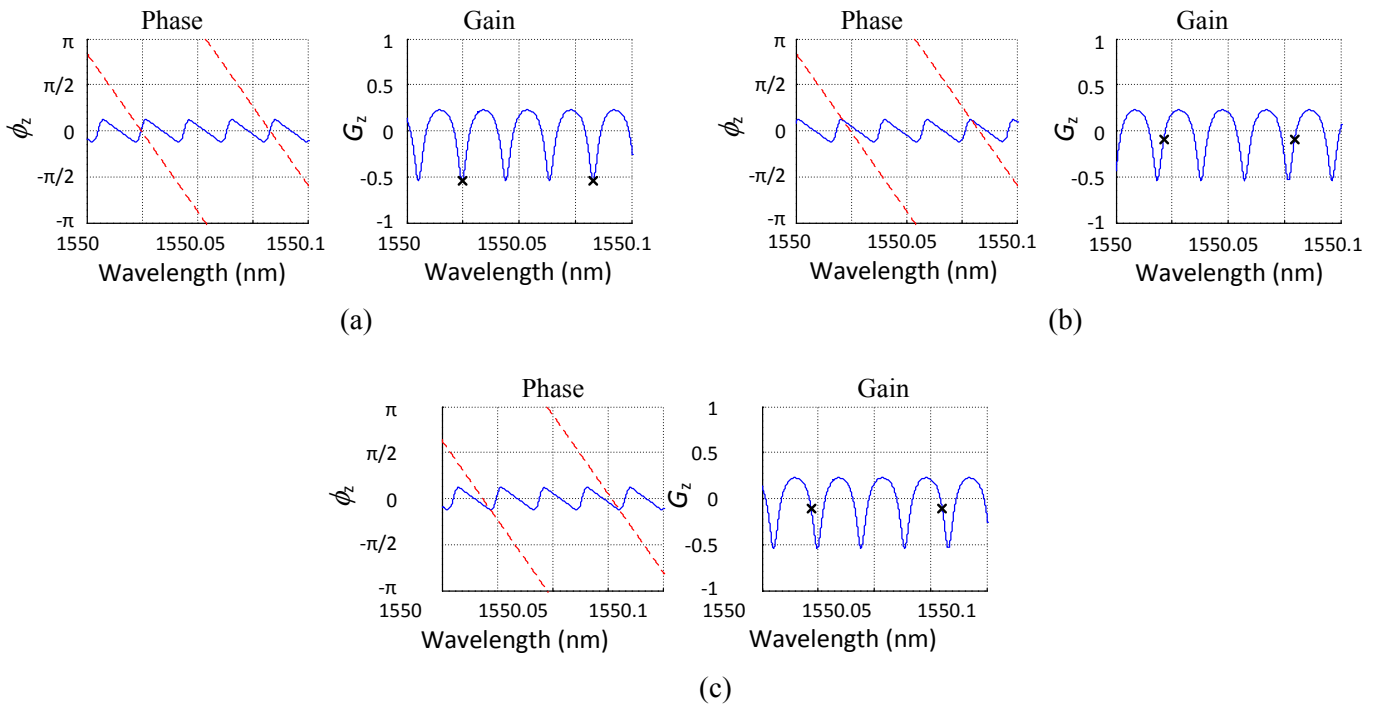 Phase
Gain
π
π/2
0
-π/2
-π
ϕz
1550
1550.05
1550.1
Wavelength (nm)
1
0.5
0
-0.5
-1
Gz
1550
1550.05
1550.1
Wavelength (nm)
(a)
Phase
Gain
π
π/2
0
-π/2
-π
ϕz
1550
1550.05
1550.1
Wavelength (nm)
1
0.5
0
-0.5
-1
Gz
1550
1550.05
1550.1
Wavelength (nm)
(b)
Phase
Gain
π
π/2
0
-π/2
-π
ϕz
1550
1550.05
1550.1
Wavelength (nm)
1
0.5
0
-0.5
-1
Gz
1550
1550.05
1550.1
Wavelength (nm)
(c)